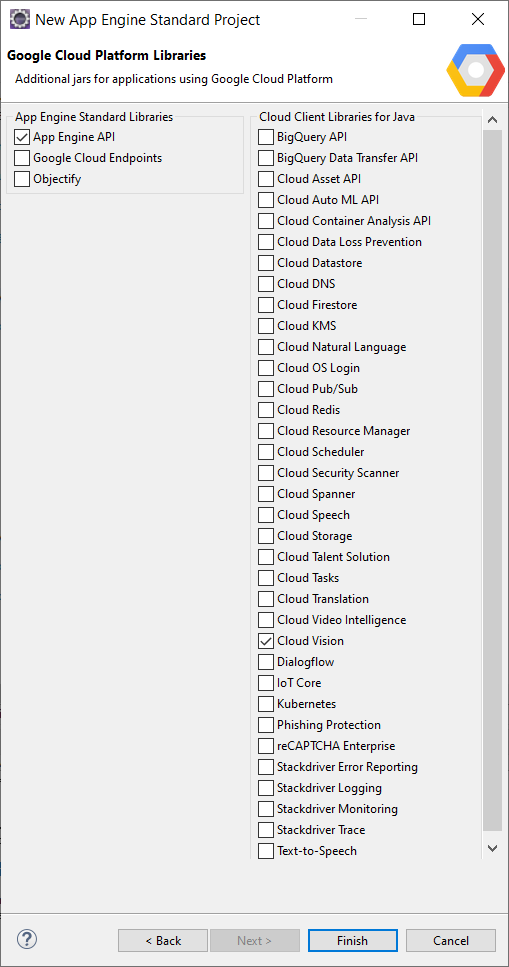 New App Engine Standard Project
Google Cloud Platform Libraries
Additional jars for applications using Google Cloud Platform
App Engine Standard Libraries
App Engine API
Google Cloud Endpoints
Objectify
Cloud Client Libraries for Java
BigQuery API
BigQuery Data Transfer API
Cloud Asset API
Cloud Auto ML API
Cloud Container Analysis API
Cloud Data Loss Prevention
Cloud Datastore
Cloud DNS
Cloud Firestore
Cloud KMS
Cloud Natural Language
Cloud OS Login
Cloud Pub/Sub
Cloud Redis
Cloud Resource Manager
Cloud Scheduler
Cloud Security Scanner
Cloud Spanner
Cloud Speech
Cloud Storage
Cloud Talent Solution
Cloud Tasks
Cloud Translation
Cloud Video Intelligence
Cloud Vision
Dialogflow
IoT Core
Kubernetes
Phishing Protection
reCAPTCHA Enterprise
Stackdriver Error Reporting
Stackdriver Logging
Stackdriver Monitoring
Stackdriver Trace
Text-to-Speech
?
< Back
Next >
Finish
Cancel